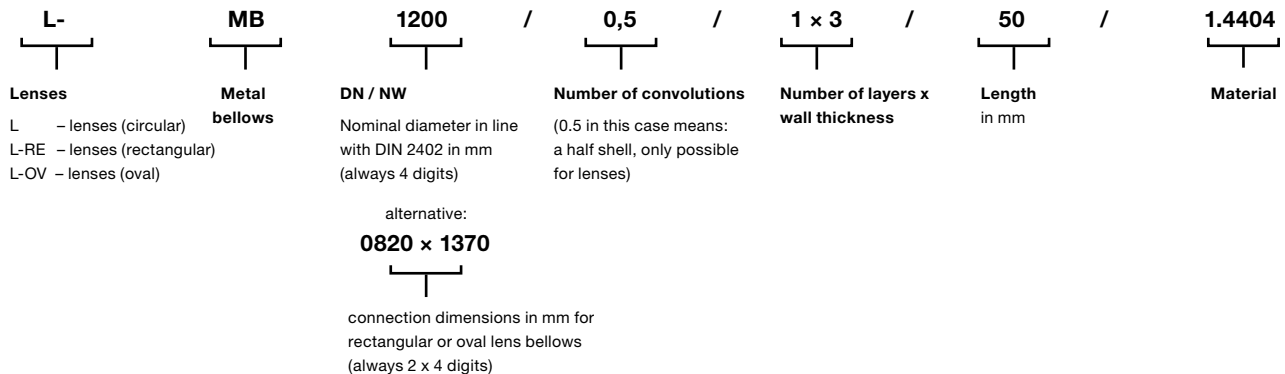 L- MB 1200 / 0,5 / 1 × 3 / 50 / 1.4404
Lenses
L – lenses (circular)
L-RE – lenses (rectangular)
L-OV – lenses (oval)
Metal
bellows
DN / NW
Nominal diameter in line
with DIN 2402 in mm
(always 4 digits)
alternative:
0820 × 1370
connection dimensions in mm for
rectangular or oval lens bellows
(always 2 x 4 digits)
Number of convolutions
(0.5 in this case means:
a half shell, only possible
for lenses)
Number of layers x
wall thickness
Length
in mm
Material